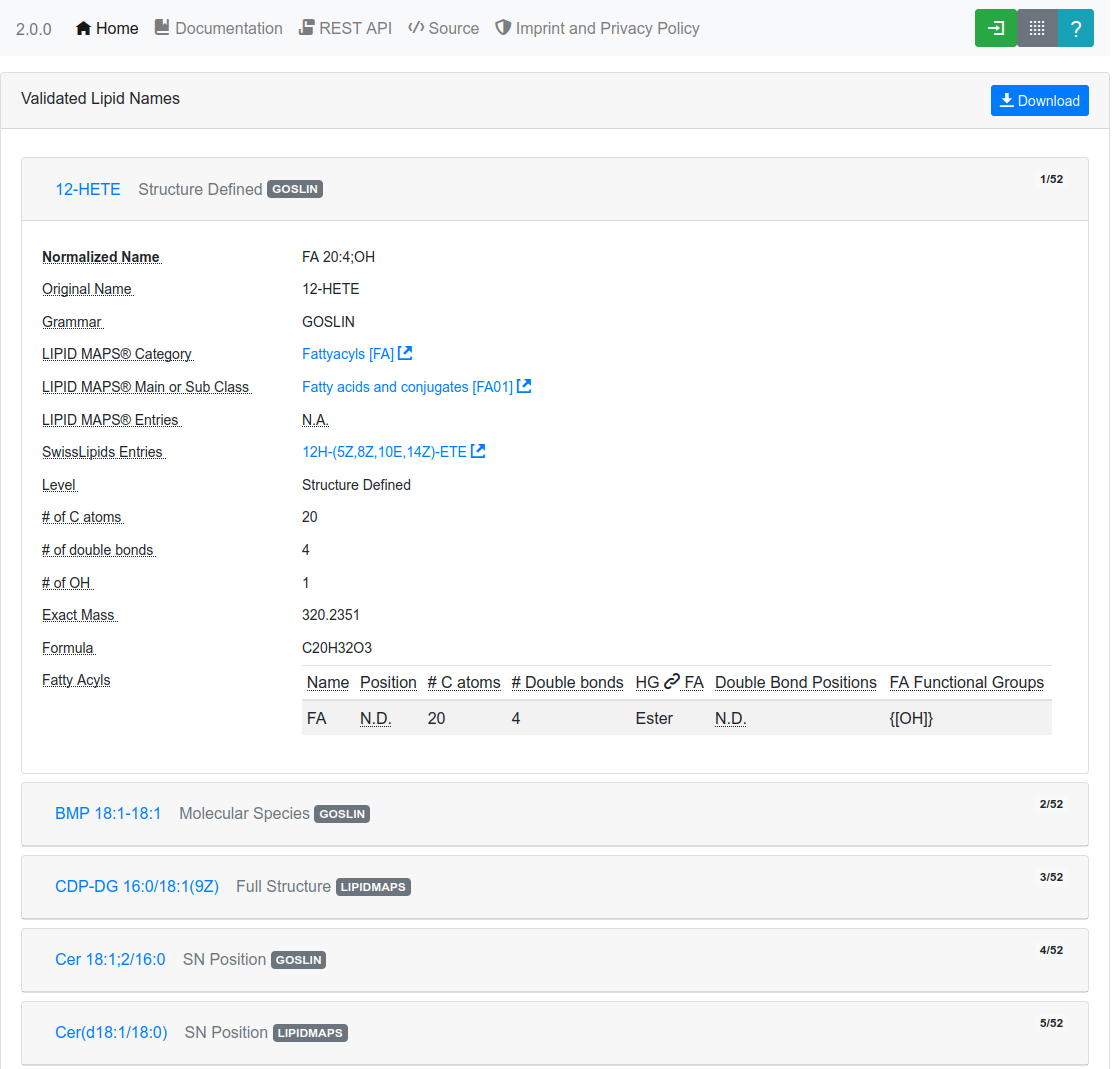 2.0.0 Home Documentation REST API Source Imprint and Privacy Policy ?
Validated Lipid Names Download
12-HETE Structure Defined GOSLIN 1/52
Normalized Name FA 20:4;OH
Original Name 12-HETE
Grammar GOSLIN
LIPID MAPS® Category Fattyacyls [FA]
LIPID MAPS® Main or Sub Class Fatty acids and conjugates [FA01]
LIPID MAPS® Entries N.A.
SwissLipids Entries 12H-(5Z,8Z,10E,14Z)-ETE
Level Structure Defined
# of C atoms 20
# of double bonds 4
# of OH 1
Exact Mass 320.2351
Formula C20H32O3
Fatty Acyls Name Position # C atoms # Double bonds HG FA Double Bond Positions FA Functional Groups
FA N.D. 20 4 Ester N.D. {[OH]}
BMP 18:1-18:1 Molecular Species GOSLIN 2/52
CDP-DG 16:0/18:1(9Z) Full Structure LIPIDMAPS 3/52
Cer 18:1;2/16:0 SN Position GOSLIN 4/52
Cer(d18:1/18:0) SN Position LIPIDMAPS 5/52